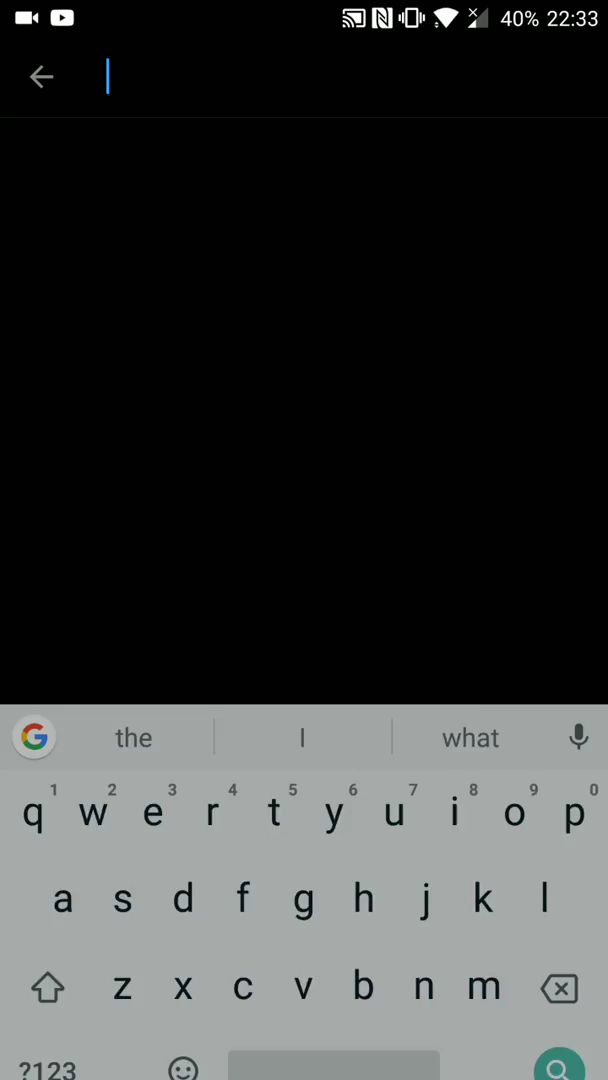 40% 22:33
the I what
1 2 3 4 5 6 7 8 9 0
q w e r t y u i o p
a s d f g h j k l
z x c v b n m
?123